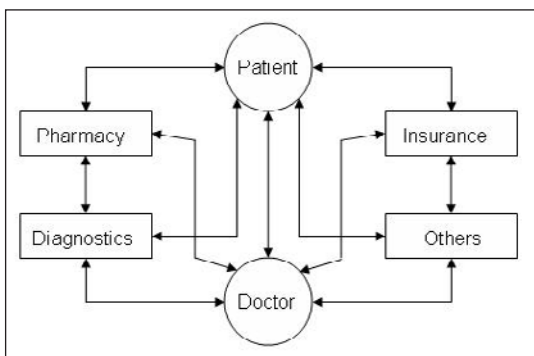 Patient
Pharmacy
Insurance
Diagnostics
Others
Doctor